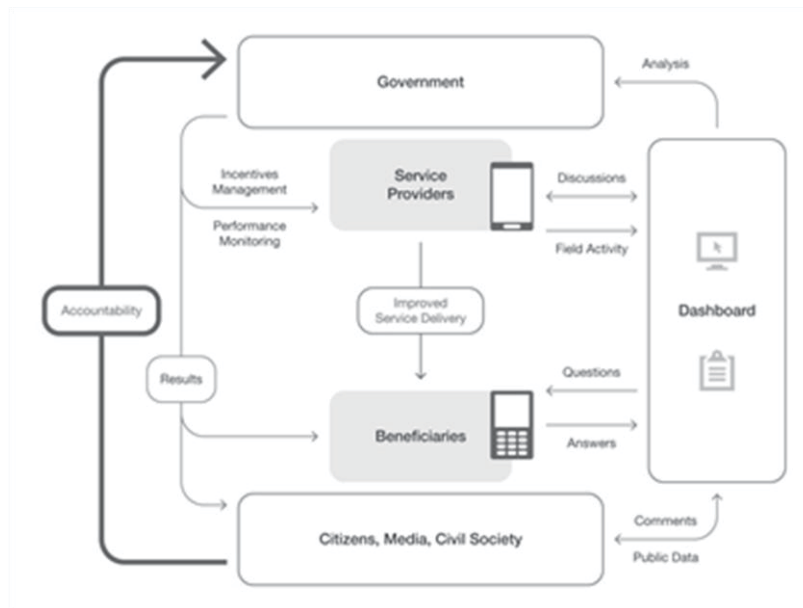 Government
Analysis
Incentives
Management
Performance
Monitoring
Service
Providers
Discussions
Field Activity
Accountability
Improved
Service Delivery
Dashboard
Results
Questions
Beneficiaries
Answers
Citizens, Media, Civil Society
Comments
Public Data